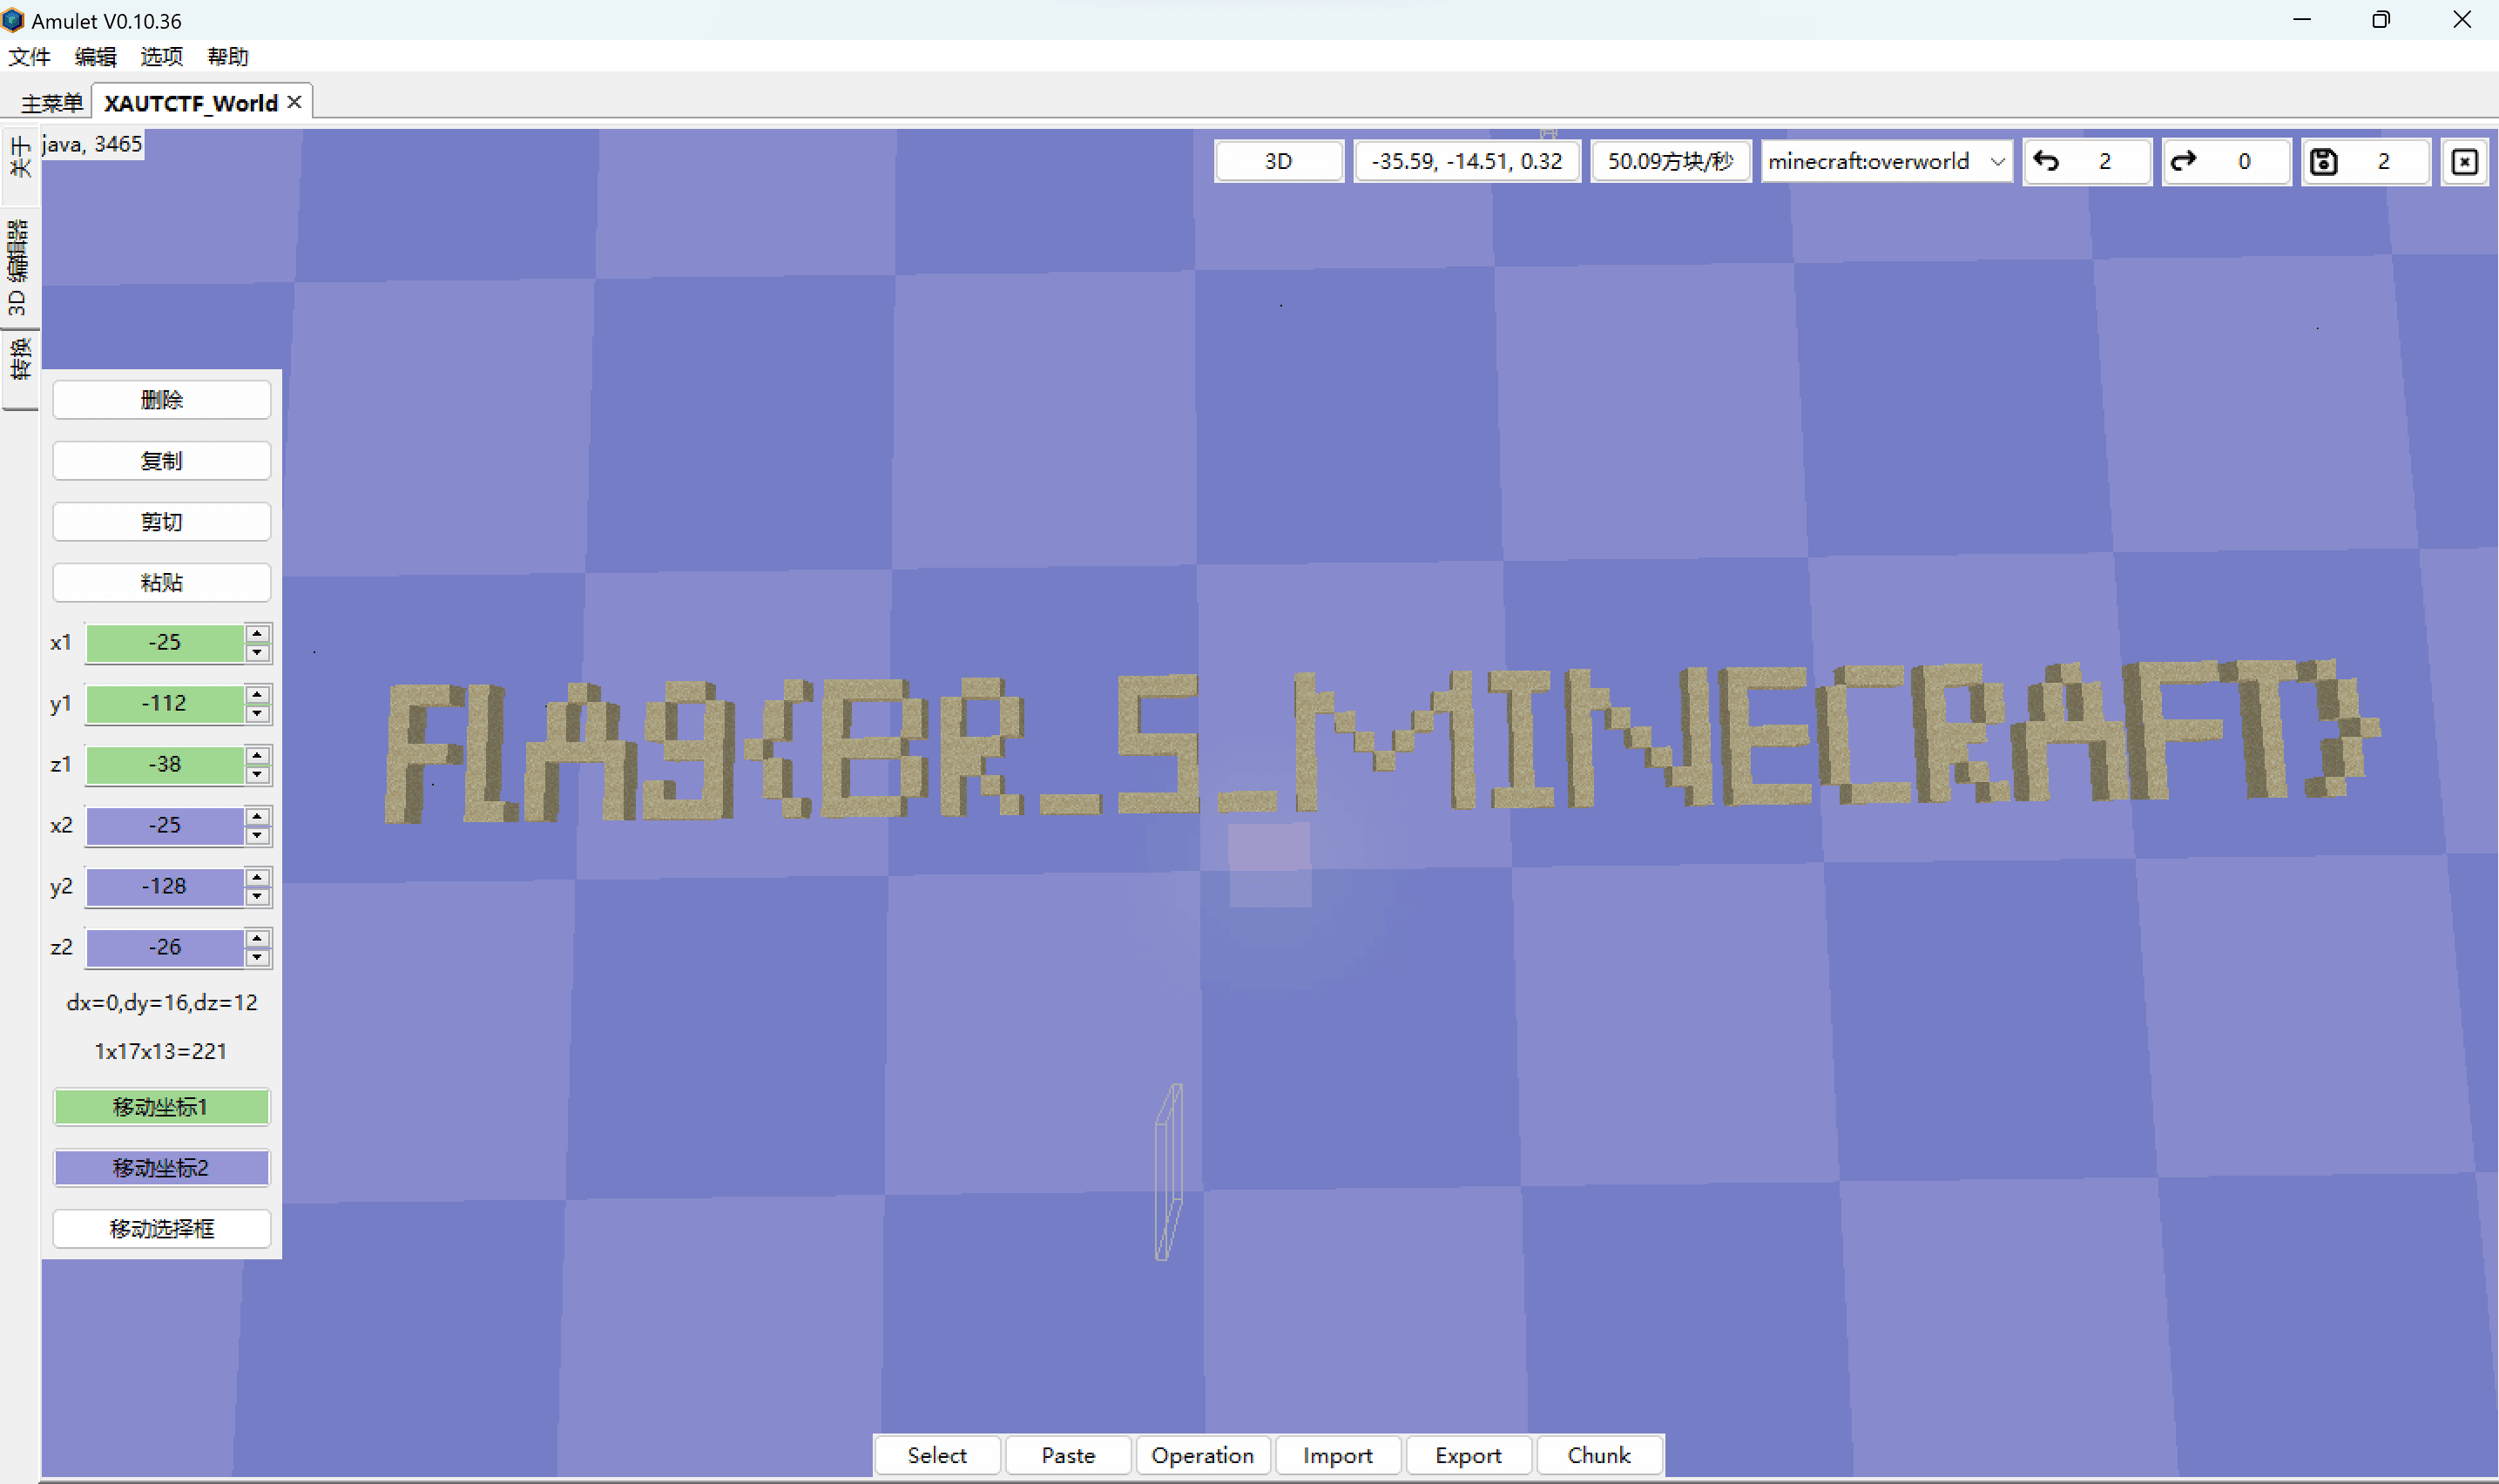 Amulet V0.10.36
文件 编辑 选项 帮助
主菜单 XAUTCTF_World
关于
3D 编辑器
转换
java, 3465
3D -35.59, -14.51, 0.32 50.09方块/秒 minecraft:overworld 2 0 2
删除
复制
剪切
粘贴
x1 -25
y1 -112
z1 -38
x2 -25
y2 -128
z2 -26
dx=0,dy=16,dz=12
1x17x13=221
移动坐标1
移动坐标2
移动选择框
FLA9{BR_S_MINECRAFT}
Select Paste Operation Import Export Chunk